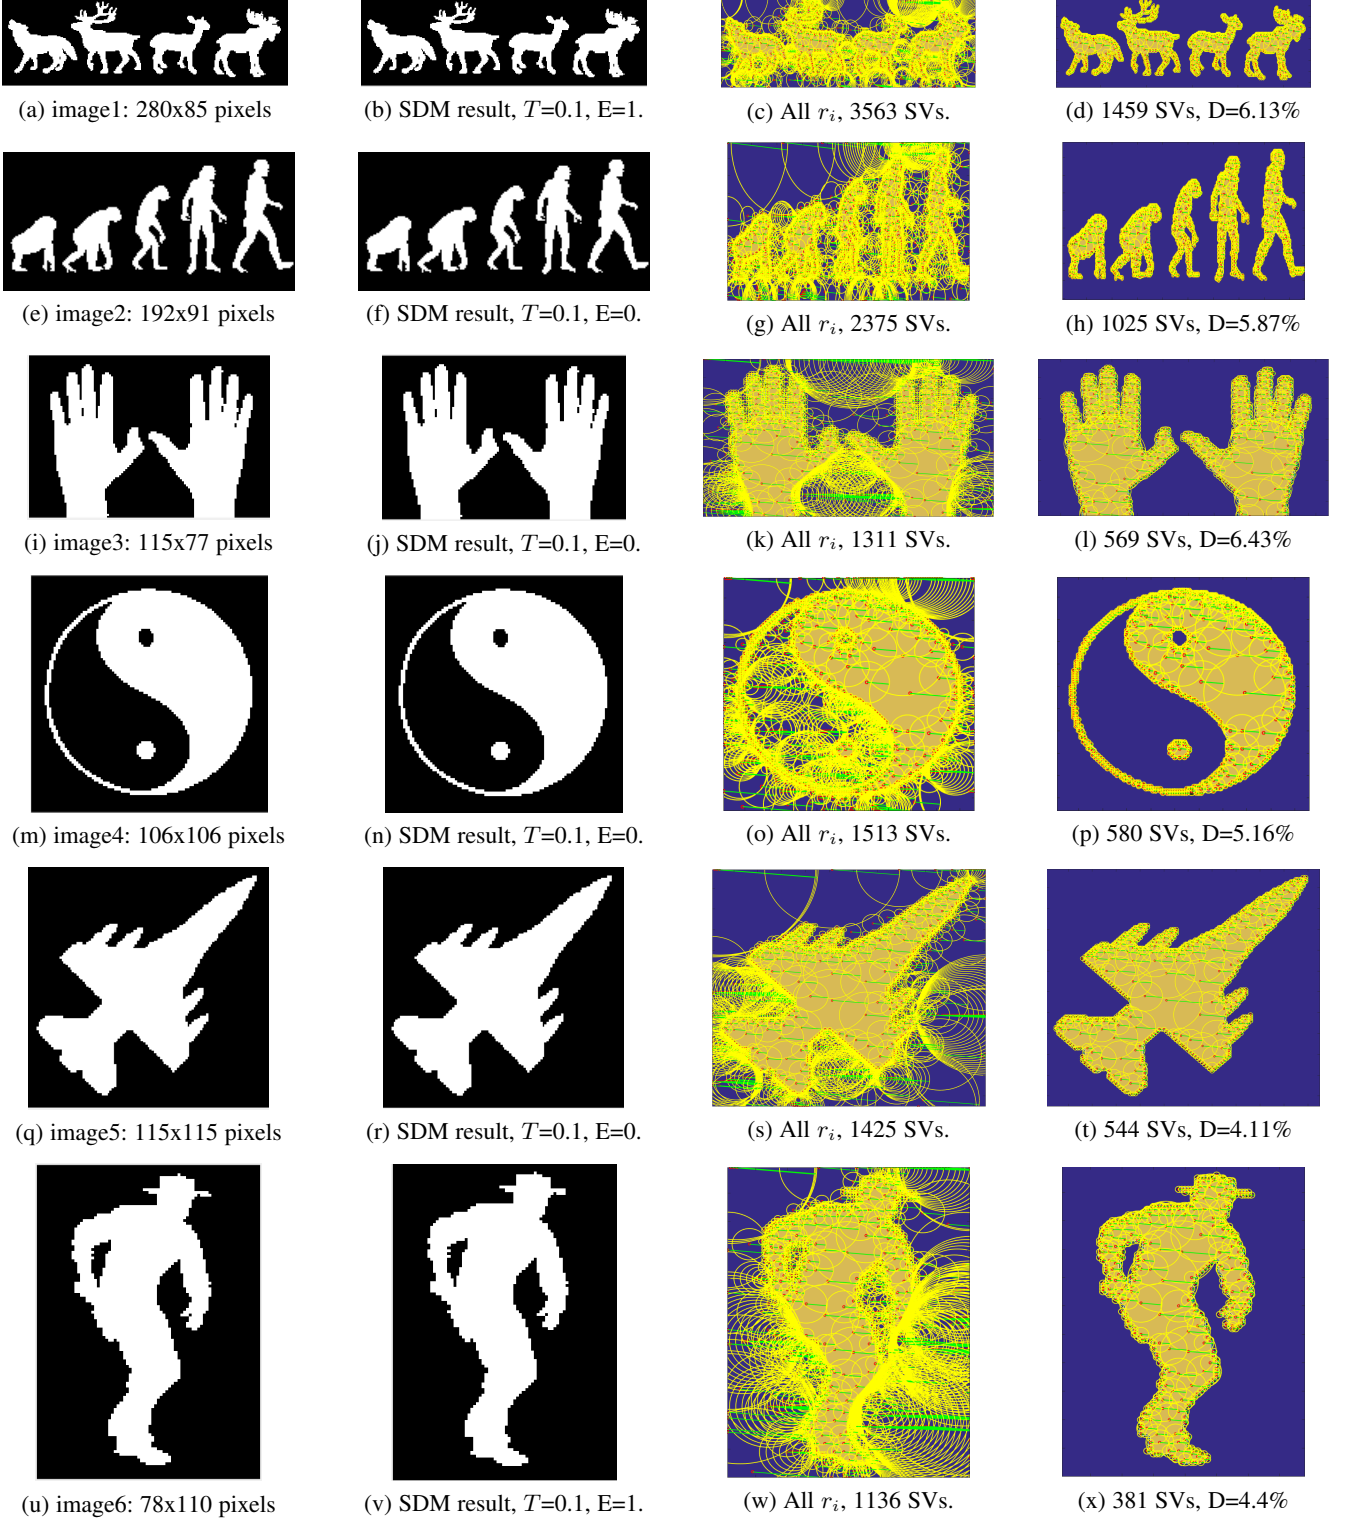 (a) image1: 280x85 pixels
(b) SDM result, T=0.1, E=1.
(c) All r_i, 3563 SVs.
(d) 1459 SVs, D=6.13%
(e) image2: 192x91 pixels
(f) SDM result, T=0.1, E=0.
(g) All r_i, 2375 SVs.
(h) 1025 SVs, D=5.87%
(i) image3: 115x77 pixels
(j) SDM result, T=0.1, E=0.
(k) All r_i, 1311 SVs.
(l) 569 SVs, D=6.43%
(m) image4: 106x106 pixels
(n) SDM result, T=0.1, E=0.
(o) All r_i, 1513 SVs.
(p) 580 SVs, D=5.16%
(q) image5: 115x115 pixels
(r) SDM result, T=0.1, E=0.
(s) All r_i, 1425 SVs.
(t) 544 SVs, D=4.11%
(u) image6: 78x110 pixels
(v) SDM result, T=0.1, E=1.
(w) All r_i, 1136 SVs.
(x) 381 SVs, D=4.4%